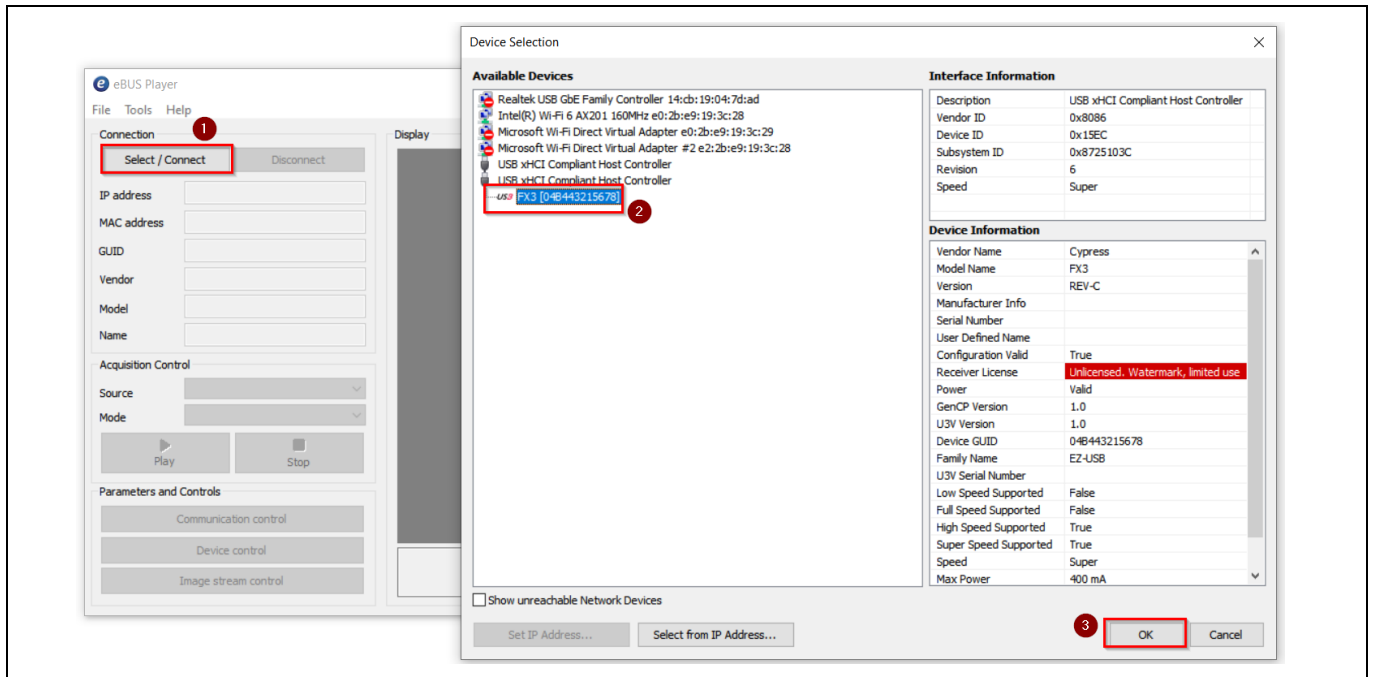 eBUS Player
File Tools Help
1
Connection
Select / Connect
Disconnect
IP address
MAC address
GUID
Vendor
Model
Name
Acquisition Control
Source
Mode
Play
Stop
Parameters and Controls
Communication control
Device control
Image stream control
Display
Device Selection
Available Devices
Realtek USB GbE Family Controller 14:cb:19:04:7d:ad
Intel(R) Wi-Fi 6 AX201 160MHz e0:2b:e9:19:3c:28
Microsoft Wi-Fi Direct Virtual Adapter e0:2b:e9:19:3c:29
Microsoft Wi-Fi Direct Virtual Adapter #2 e2:2b:e9:19:3c:28
USB xHCI Compliant Host Controller
USB xHCI Compliant Host Controller
USB FX3 [04B443215678]
2
Show unreachable Network Devices
Set IP Address...
Select from IP Address...
Interface Information
Description USB xHCI Compliant Host Controller
Vendor ID 0x8086
Device ID 0x15EC
Subsystem ID 0x8725103C
Revision 6
Speed Super
Device Information
Vendor Name Cypress
Model Name FX3
Version REV-C
Manufacturer Info
Serial Number
User Defined Name
Configuration Valid True
Receiver License Unlicensed. Watermark, limited use
Power Valid
GenCP Version 1.0
U3V Version 1.0
Device GUID 04B443215678
Family Name EZ-USB
U3V Serial Number
Low Speed Supported False
Full Speed Supported False
High Speed Supported True
Super Speed Supported True
Speed Super
Max Power 400 mA
3
OK
Cancel